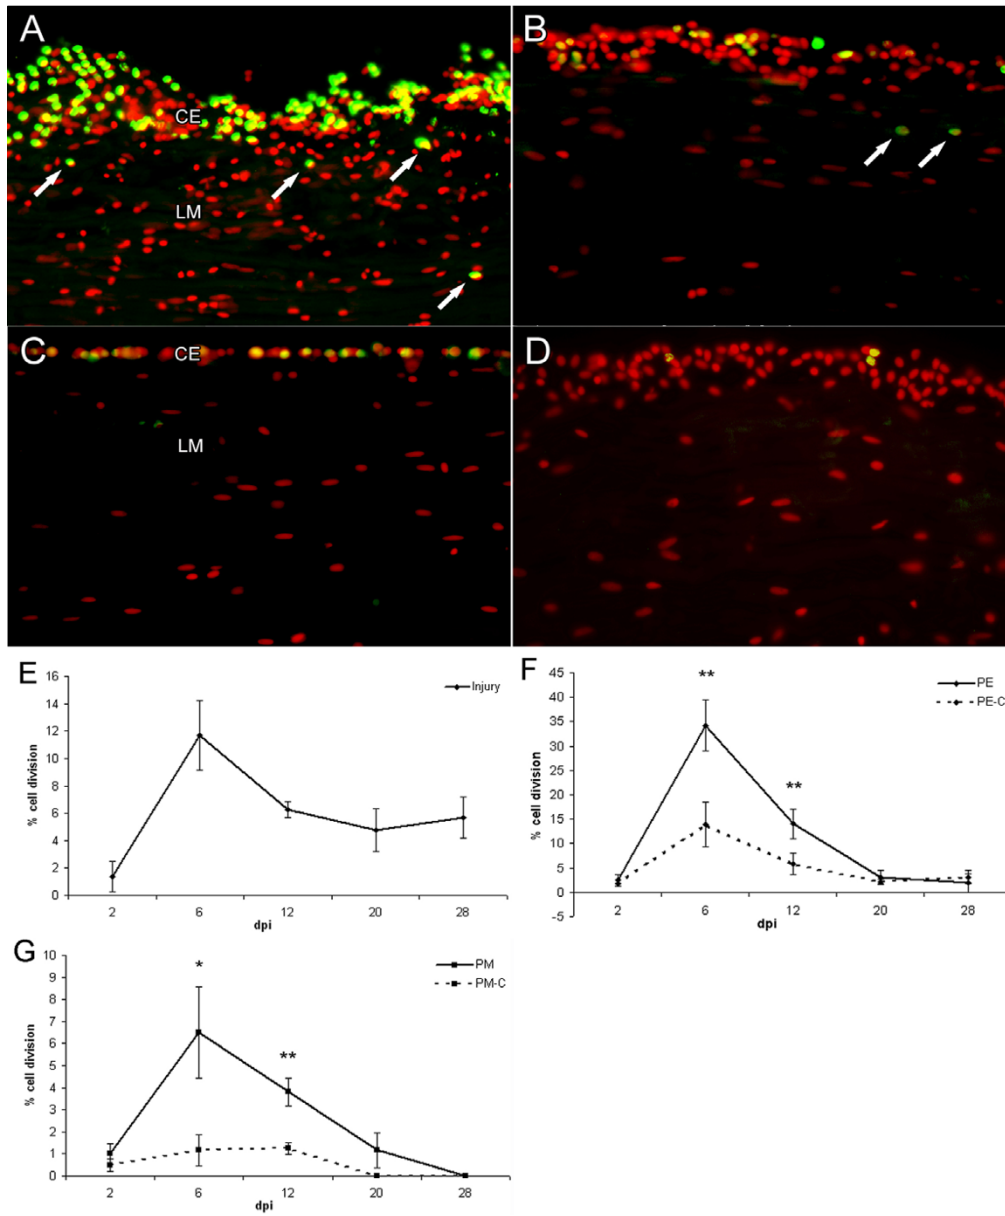 A
CE
LM
B
C
CE
LM
D
E
16
14
12
10
8
6
4
2
0
% cell division
2 6 12 20 28
dpi
Injury
F
45
40
35
30
25
20
15
10
5
0
-5
% cell division
**
**
2 6 12 20 28
dpi
PE
PE-C
G
10
9
8
7
6
5
4
3
2
1
0
% cell division
*
**
2 6 12 20 28
dpi
PM
PM-C